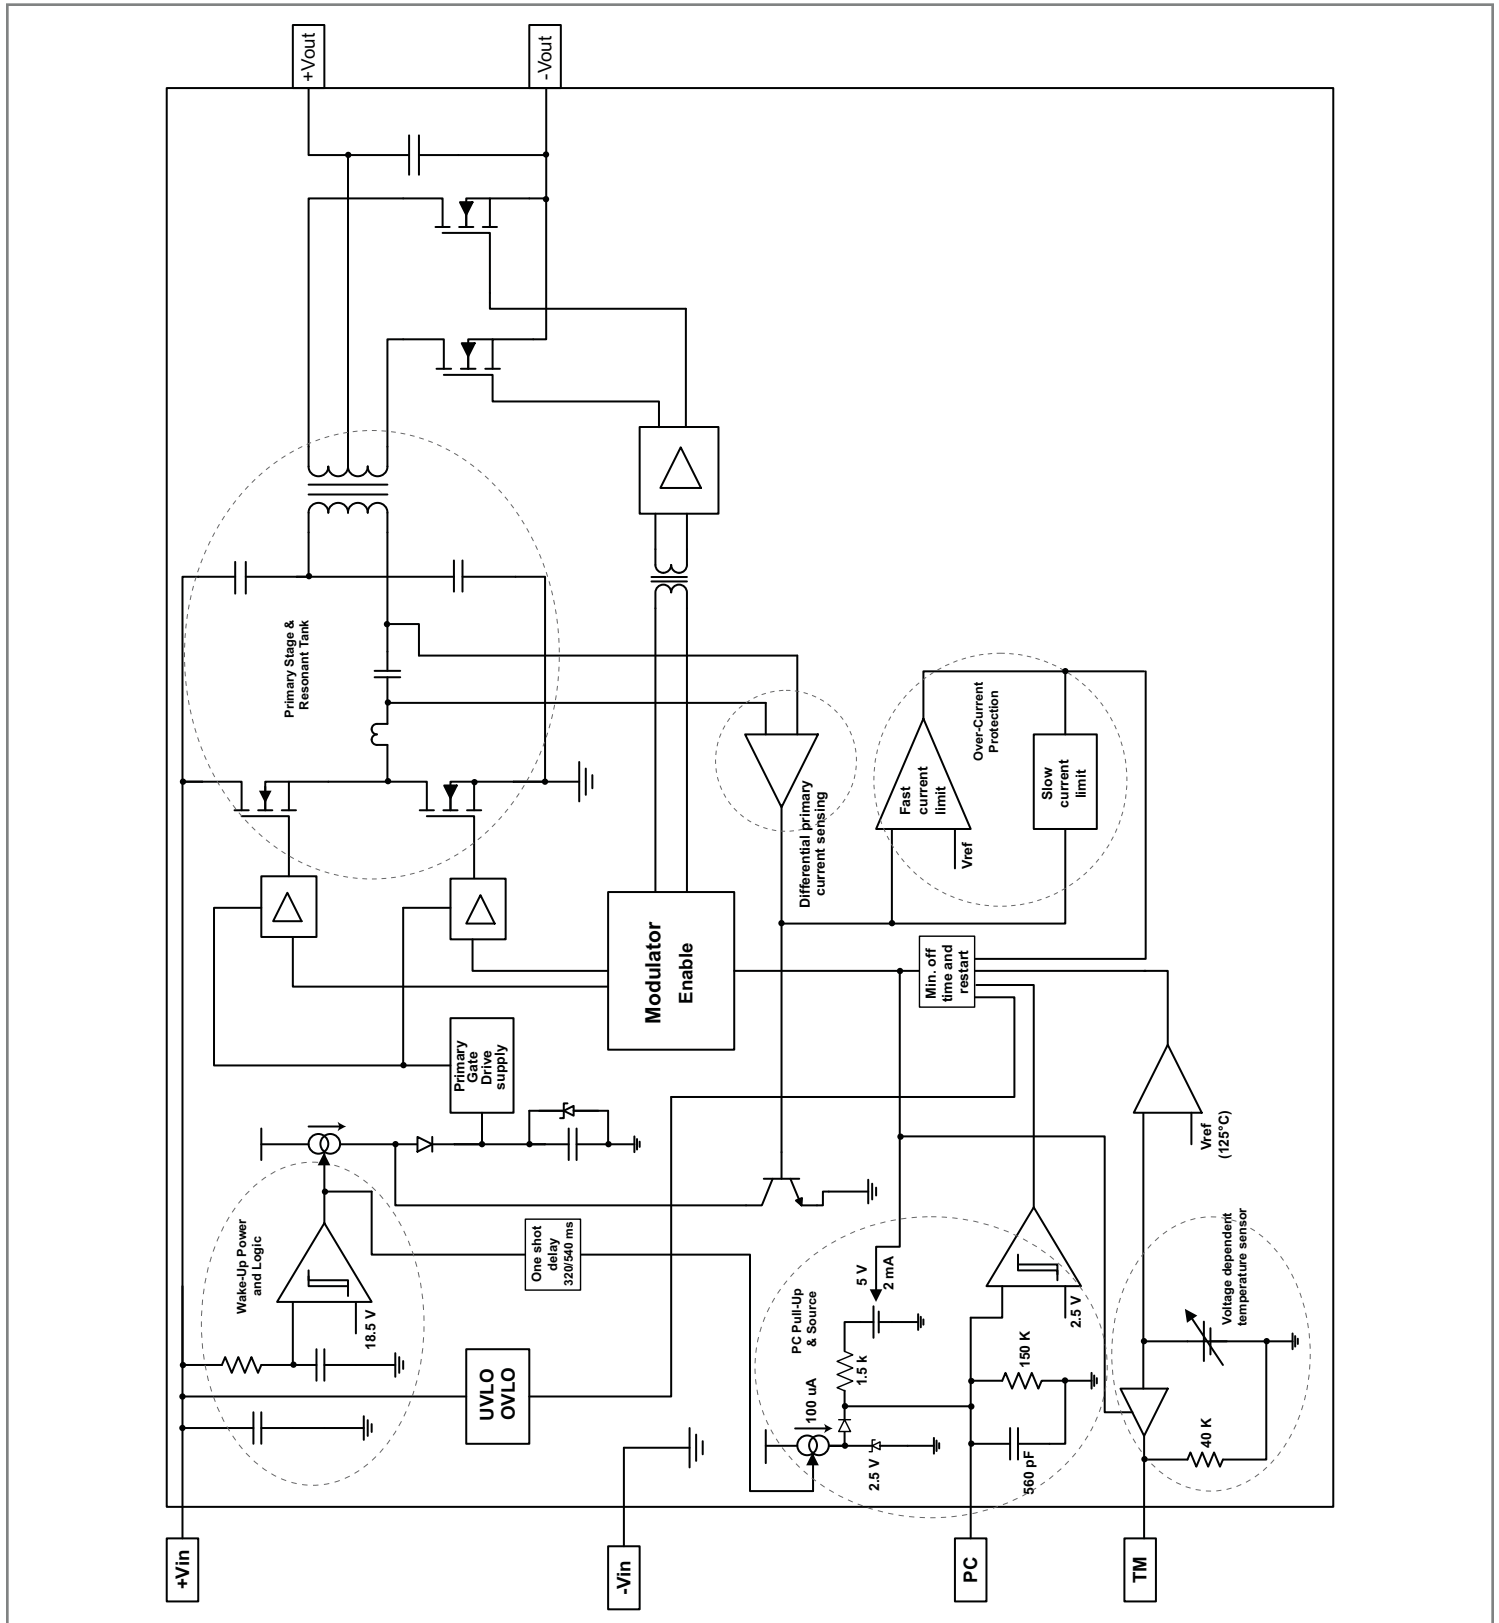 +Vout
-Vout
Primary Stage &
Resonant Tank
Differential primary
current sensing
Fast
current
limit
Vref
Over-Current
Protection
Slow
current
limit
Modulator
Enable
Min. off
time and
restart
Primary
Gate
Drive
supply
Vref
(125°C)
Wake-Up Power
and Logic
18.5 V
One shot
delay
320/540 ms
5 V
2 mA
PC Pull-Up
& Source
1.5 k
100 uA
2.5 V
2.5 V
150 K
560 pF
Voltage dependent
temperature sensor
40 K
UVLO
OVLO
+Vin
-Vin
PC
TM